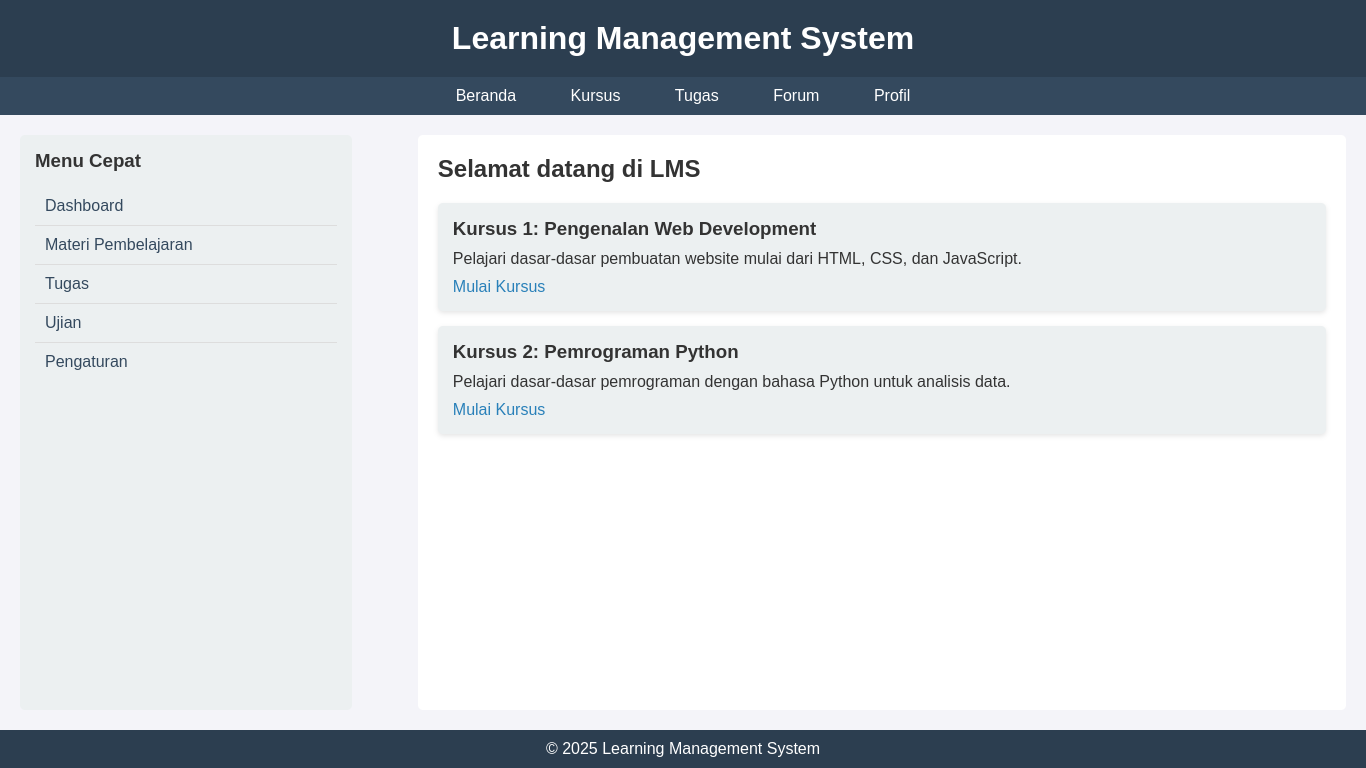 Learning Management System
Beranda Kursus Tugas Forum Profil
Menu Cepat
Dashboard
Materi Pembelajaran
Tugas
Ujian
Pengaturan
Selamat datang di LMS
Kursus 1: Pengenalan Web Development
Pelajari dasar-dasar pembuatan website mulai dari HTML, CSS, dan JavaScript.
Mulai Kursus
Kursus 2: Pemrograman Python
Pelajari dasar-dasar pemrograman dengan bahasa Python untuk analisis data.
Mulai Kursus
© 2025 Learning Management System